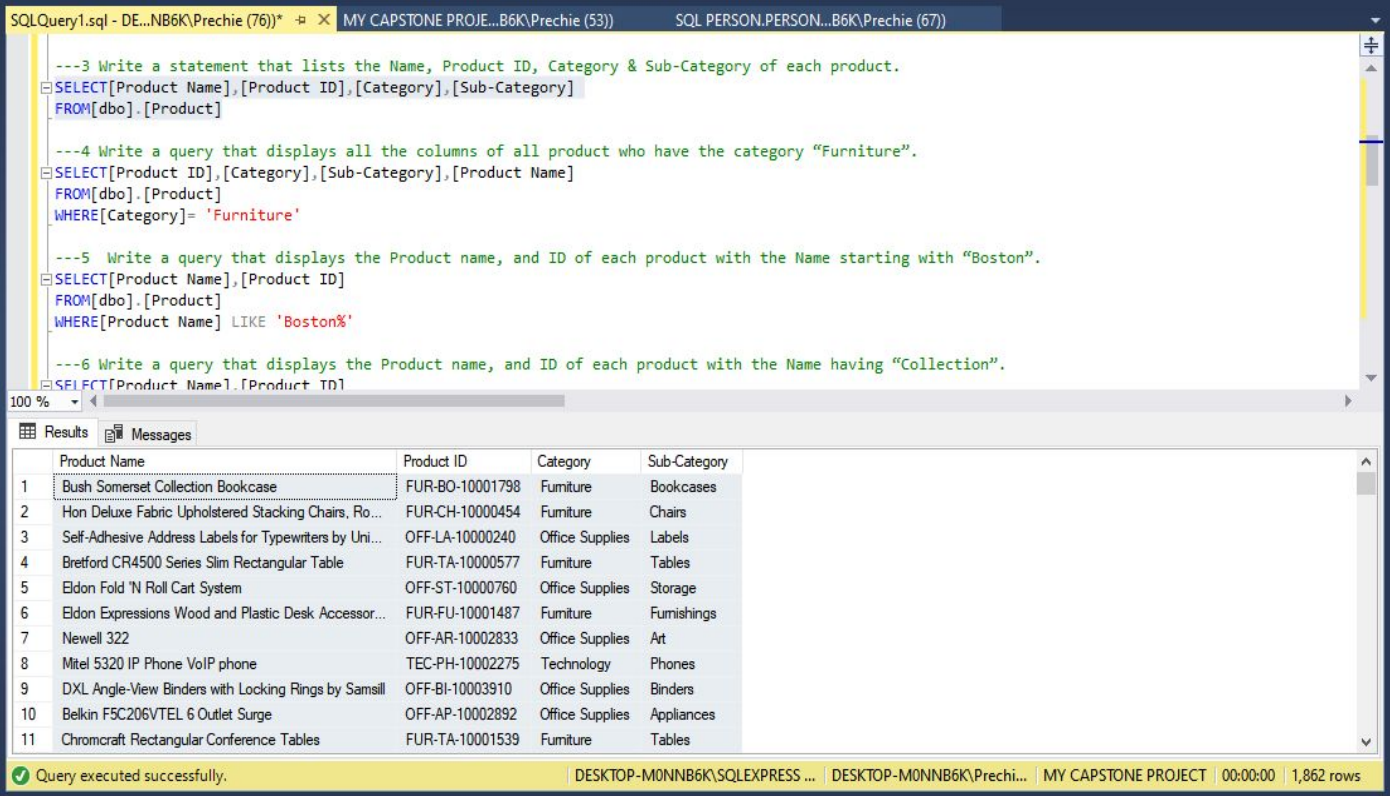 SQLQuery1.sql - DE...NB6K\Prechie (76))* MY CAPSTONE PROJE...B6K\Prechie (53)) SQL PERSON.PERSON...B6K\Prechie (67))
---3 Write a statement that lists the Name, Product ID, Category & Sub-Category of each product.
SELECT[Product Name],[Product ID],[Category],[Sub-Category]
FROM[dbo].[Product]
---4 Write a query that displays all the columns of all product who have the category “Furniture”.
SELECT[Product ID],[Category],[Sub-Category],[Product Name]
FROM[dbo].[Product]
WHERE[Category]= 'Furniture'
---5  Write a query that displays the Product name, and ID of each product with the Name starting with “Boston”.
SELECT[Product Name],[Product ID]
FROM[dbo].[Product]
WHERE[Product Name] LIKE 'Boston%'
---6 Write a query that displays the Product name, and ID of each product with the Name having “Collection”.
SELECT[Product Name],[Product ID]
100 %
Results Messages
Product Name Product ID Category Sub-Category
1 Bush Somerset Collection Bookcase FUR-BO-10001798 Furniture Bookcases
2 Hon Deluxe Fabric Upholstered Stacking Chairs, Ro... FUR-CH-10000454 Furniture Chairs
3 Self-Adhesive Address Labels for Typewriters by Uni... OFF-LA-10000240 Office Supplies Labels
4 Bretford CR4500 Series Slim Rectangular Table FUR-TA-10000577 Furniture Tables
5 Eldon Fold 'N Roll Cart System OFF-ST-10000760 Office Supplies Storage
6 Eldon Expressions Wood and Plastic Desk Accessor... FUR-FU-10001487 Furniture Furnishings
7 Newell 322 OFF-AR-10002833 Office Supplies Art
8 Mitel 5320 IP Phone VoIP phone TEC-PH-10002275 Technology Phones
9 DXL Angle-View Binders with Locking Rings by Samsill OFF-BI-10003910 Office Supplies Binders
10 Belkin F5C206VTEL 6 Outlet Surge OFF-AP-10002892 Office Supplies Appliances
11 Chromcraft Rectangular Conference Tables FUR-TA-10001539 Furniture Tables
Query executed successfully. DESKTOP-M0NNB6K\SQLEXPRESS ... DESKTOP-M0NNB6K\Prechi... MY CAPSTONE PROJECT 00:00:00 1,862 rows